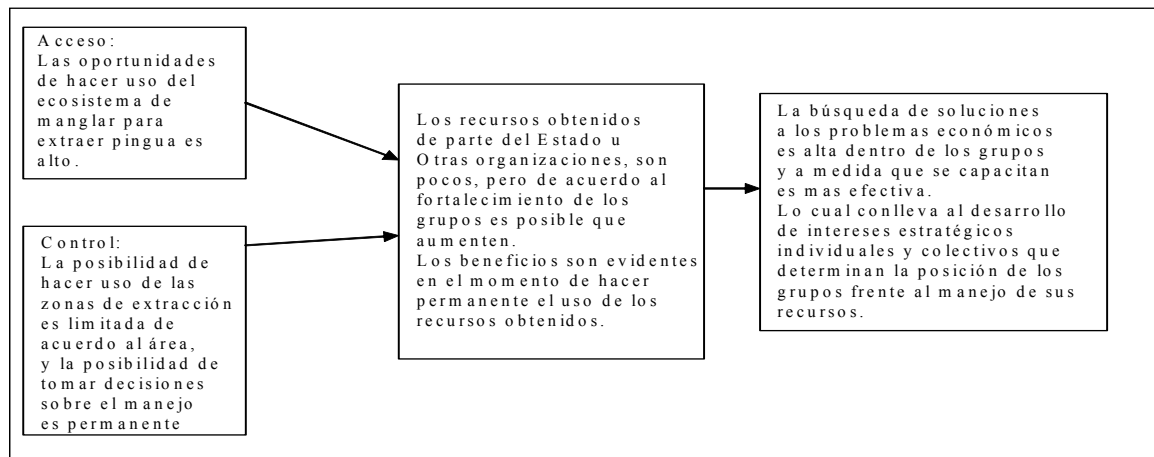 Acceso:
Las oportunidades
de hacer uso del
ecosistema de
manglar para
extraer pingua es
alto.
Control:
La posibilidad de
hacer uso de las
zonas de extracción
es limitada de
acuerdo al área,
y la posibilidad de
tomar decisiones
sobre el manejo
es permanente
Los recursos obtenidos
de parte del Estado u
Otras organizaciones, son
pocos, pero de acuerdo al
fortalecimiento de los
grupos es posible que
aumenten.
Los beneficios son evidentes
en el momento de hacer
permanente el uso de los
recursos obtenidos.
La búsqueda de soluciones
a los problemas económicos
es alta dentro de los grupos
y a medida que se capacitan
es mas efectiva.
Lo cual conlleva al desarrollo
de intereses estratégicos
individuales y colectivos que
determinan la posición de los
grupos frente al manejo de sus
recursos.